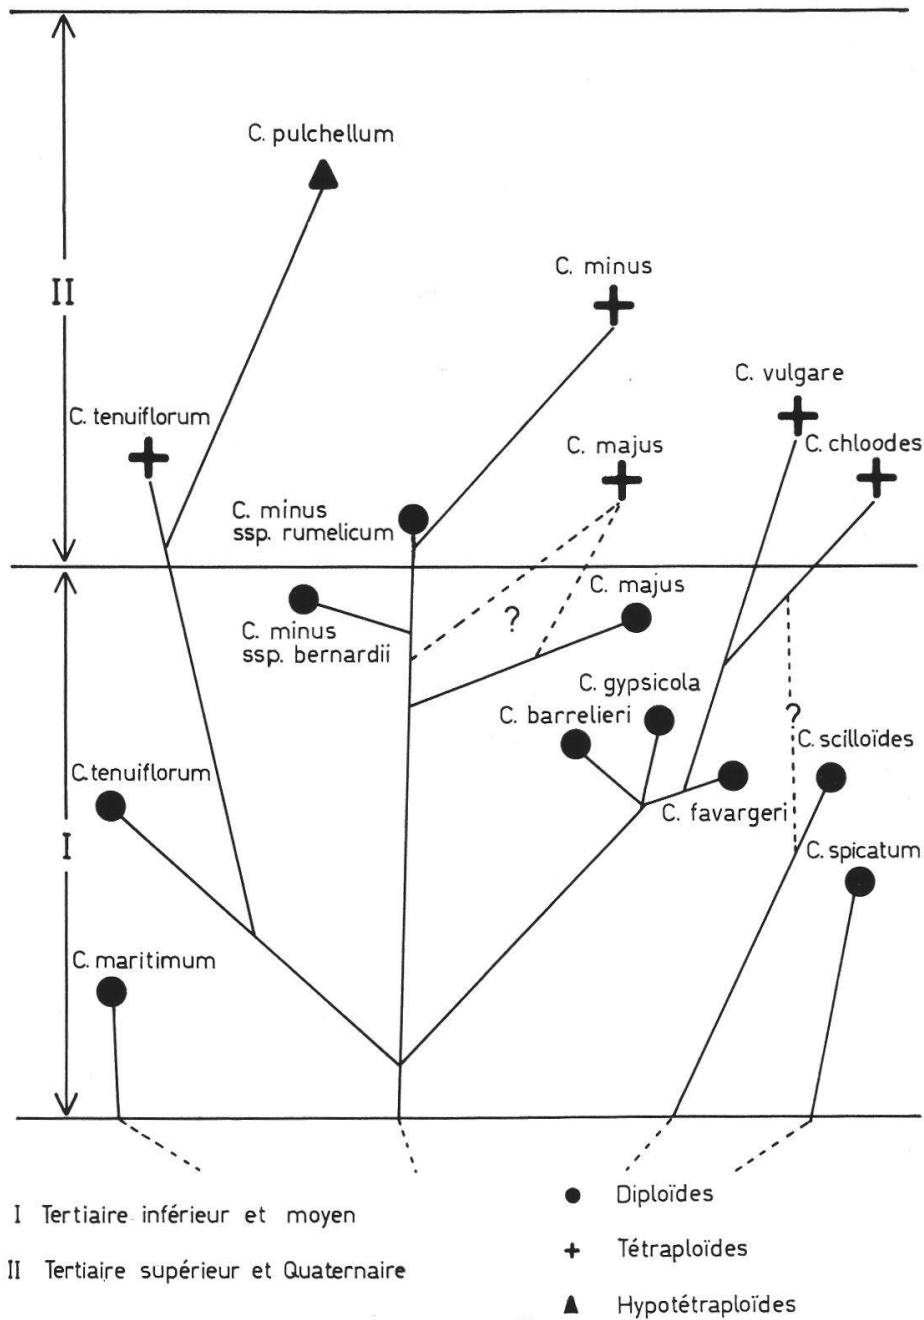 C. pulchellum
C. minus
II
C. vulgare
C. tenuiflorum
C. majus
C. chloodes
C. minus
ssp. rumelicum
C. majus
?
C. minus
ssp. bernardii
C. gypsicola
C. barrelieri
?
C. scilloïdes
C. tenuiflorum
C. favargeri
I
C. spicatum
C. maritimum
I Tertiaire inférieur et moyen
II Tertiaire supérieur et Quaternaire
Diploïdes
Tétraploïdes
Hypotétraploïdes